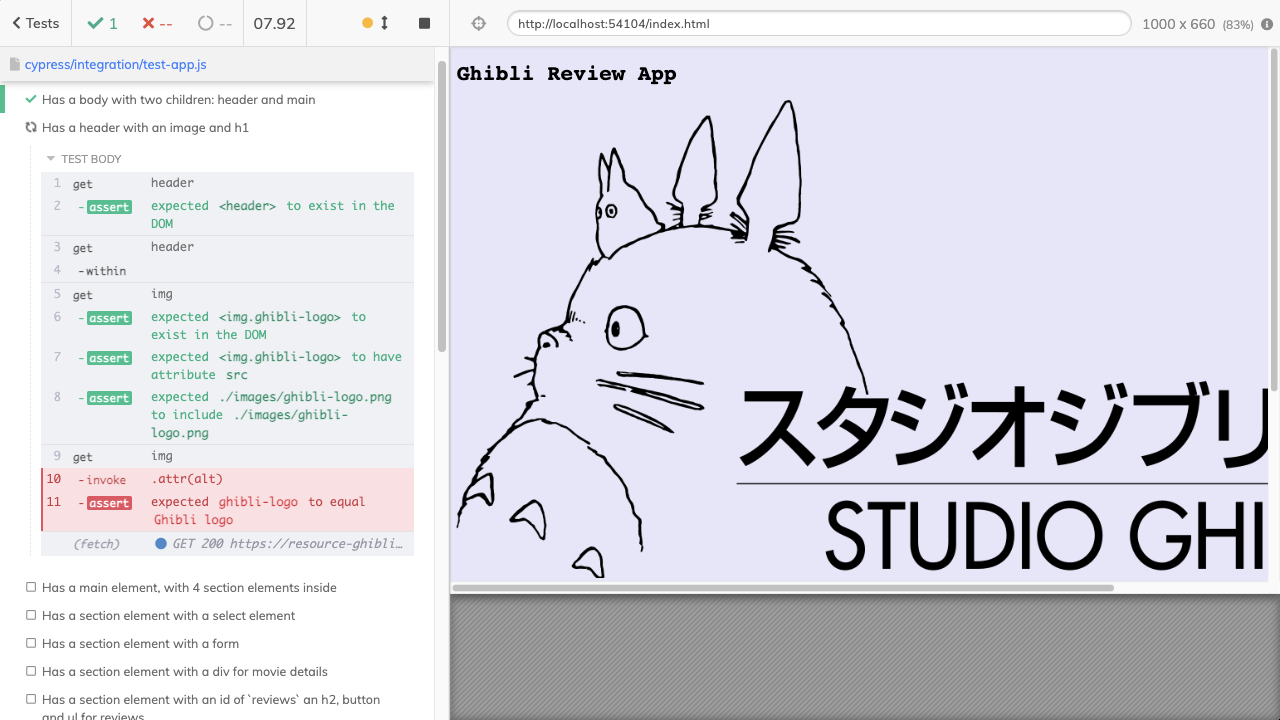 Tests
1
--
--
07.92
http://localhost:54104/index.html
1000 x 660 (83%)
cypress/integration/test-app.js
Has a body with two children: header and main
Has a header with an image and h1
TEST BODY
1 get header
2 -assert expected <header> to exist in the
DOM
3 get header
4 -within
5 get img
6 -assert expected <img.ghibli-logo> to
exist in the DOM
7 -assert expected <img.ghibli-logo> to have
attribute src
8 -assert expected ./images/ghibli-logo.png
to include ./images/ghibli-
logo.png
9 get img
10 -invoke .attr(alt)
11 -assert expected ghibli-logo to equal
Ghibli logo
(fetch) GET 200 https://resource-ghibli…
Has a main element, with 4 section elements inside
Has a section element with a select element
Has a section element with a form
Has a section element with a div for movie details
Has a section element with an id of `reviews` an h2, button
and ul for reviews
Ghibli Review App
スタジオジブリ
STUDIO GHI